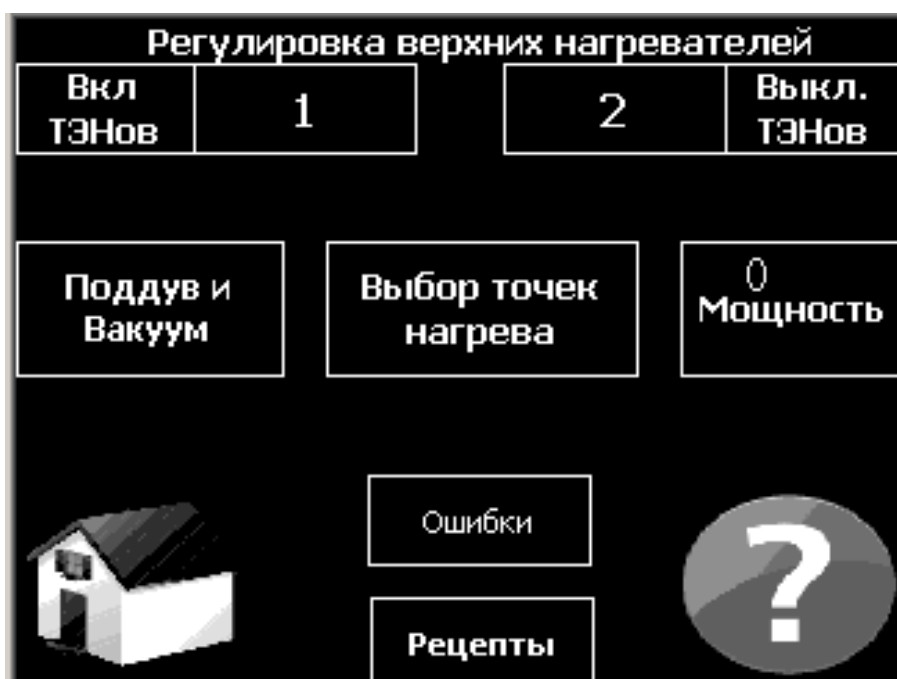 Регулировка верхних нагревателей
Вкл
ТЭНов
1
2
Выкл.
ТЭНов
Поддув и
Вакуум
Выбор точек
нагрева
0
Мощность
Ошибки
?
Рецепты